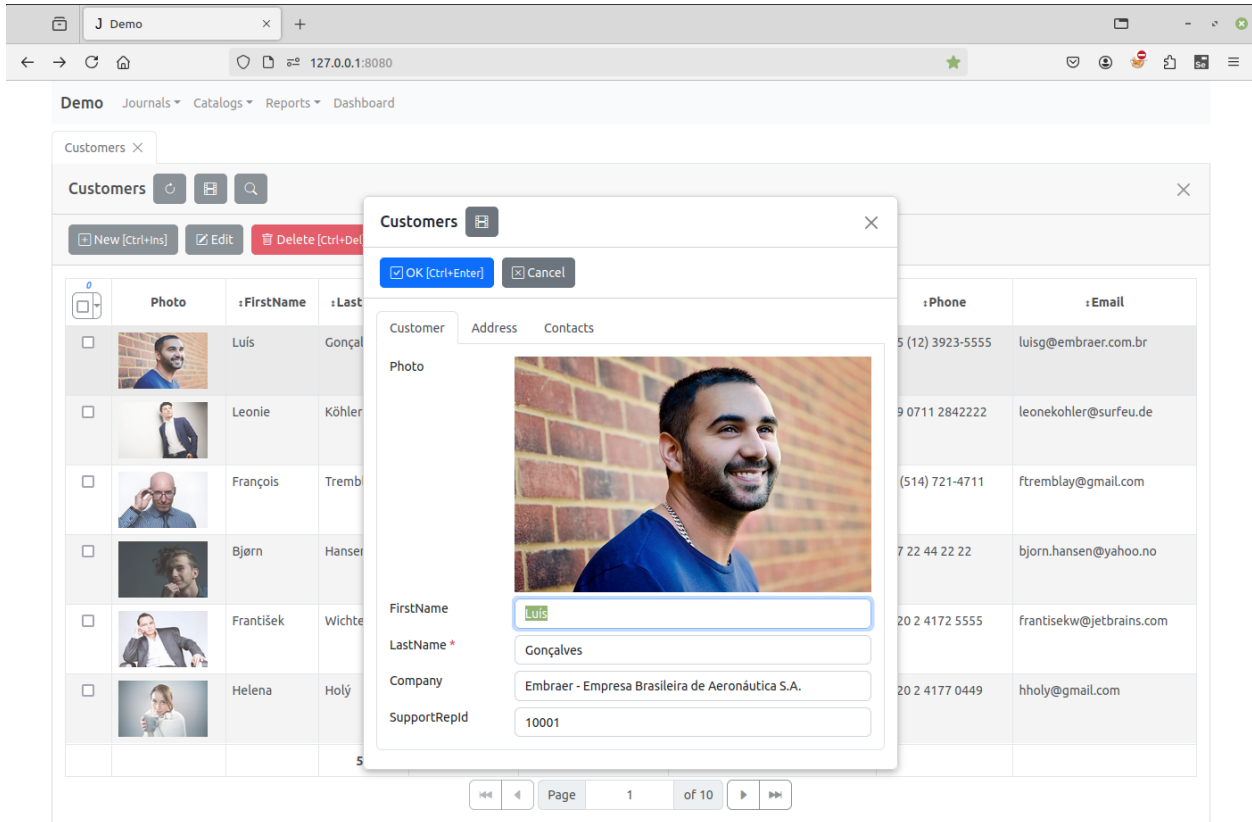 J Demo
127.0.0.1:8080
Demo Journals Catalogs Reports Dashboard
Customers
Customers
New [Ctrl+Ins] Edit Delete [Ctrl+Del]
Customers
OK [Ctrl+Enter] Cancel
Customer Address Contacts
Photo
FirstName Luís
LastName * Gonçalves
Company Embraer - Empresa Brasileira de Aeronáutica S.A.
SupportRepId 10001
0
Photo FirstName Last Phone Email
Luís Gonçal 5 (12) 3923-5555 luisg@embraer.com.br
Leonie Köhler 9 0711 2842222 leonekohler@surfeu.de
François Trembl (514) 721-4711 ftremblay@gmail.com
Bjørn Hansen 7 22 44 22 22 bjorn.hansen@yahoo.no
František Wichte 20 2 4172 5555 frantisekw@jetbrains.com
Helena Holý 20 2 4177 0449 hholy@gmail.com
5
Page 1 of 10